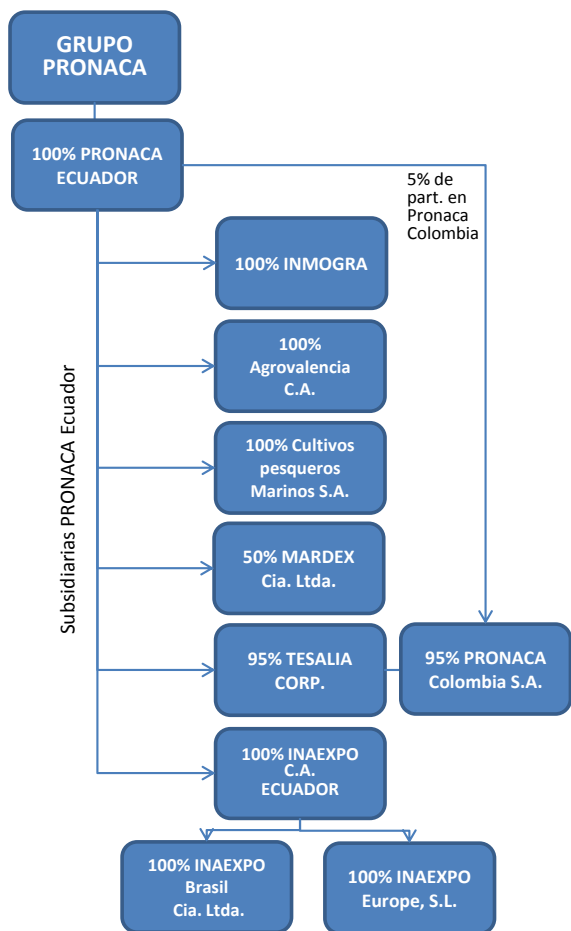 GRUPO
PRONACA
100% PRONACA
ECUADOR
5% de
part. en
Pronaca
Colombia
Subsidiarias PRONACA Ecuador
100% INMOGRA
100%
Agrovalencia
C.A.
100% Cultivos
pesqueros
Marinos S.A.
50% MARDEX
Cia. Ltda.
95% TESALIA
CORP.
95% PRONACA
Colombia S.A.
100% INAEXPO
C.A.
ECUADOR
100% INAEXPO
Brasil
Cia. Ltda.
100% INAEXPO
Europe, S.L.